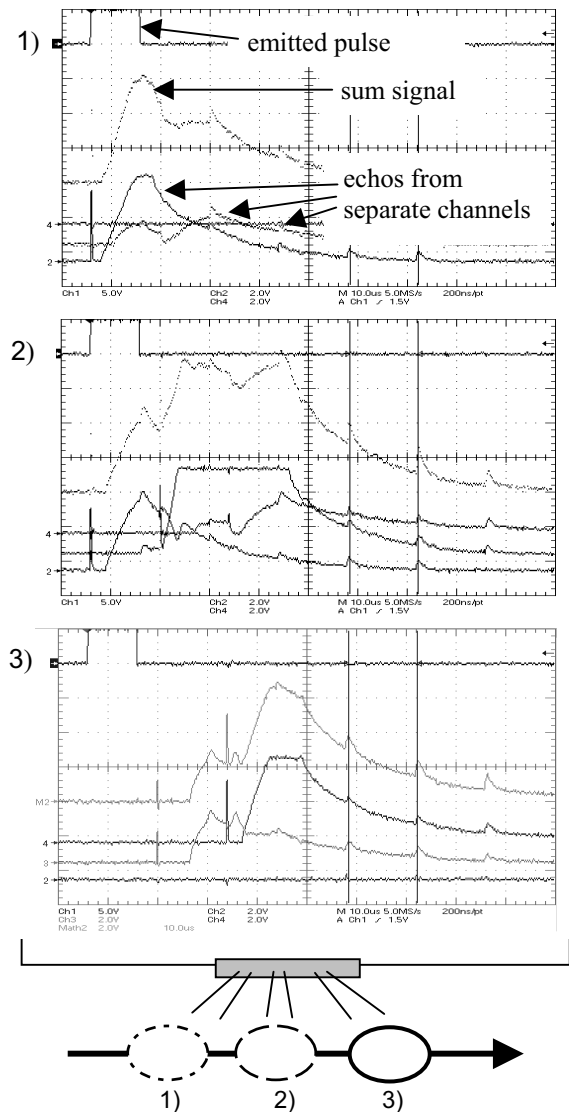 1)
emitted pulse
sum signal
echos from
separate channels
4
2
Ch1 5.0V Ch2 2.0V M 10.0us 5.0MS/s 200ns/pt
Ch4 2.0V A Ch1 / 1.5V
2)
4
2
Ch1 5.0V Ch2 2.0V M 10.0us 5.0MS/s 200ns/pt
Ch4 2.0V A Ch1 / 1.5V
3)
M2
4
3
2
Ch1 5.0V Ch2 2.0V M 10.0us 5.0MS/s 200ns/pt
Ch3 2.0V Ch4 2.0V A Ch1 / 1.5V
Math2 2.0V 10.0us
1) 2) 3)